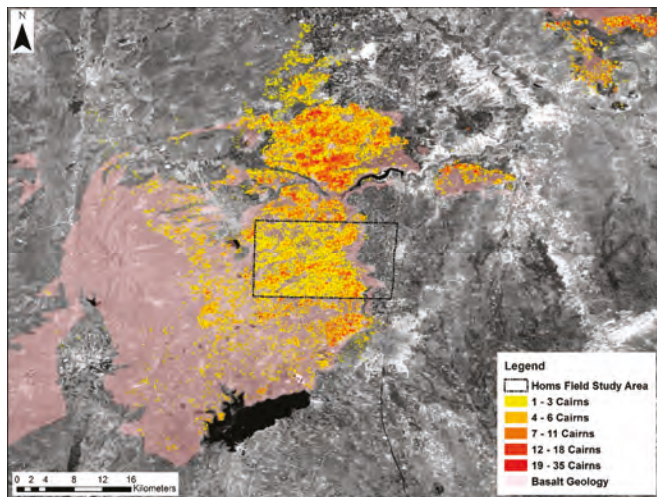 N
Legend
Homs Field Study Area
1 - 3 Cairns
4 - 6 Cairns
7 - 11 Cairns
12 - 18 Cairns
19 - 35 Cairns
Basalt Geology
0 2 4 8 12 16
Kilometers